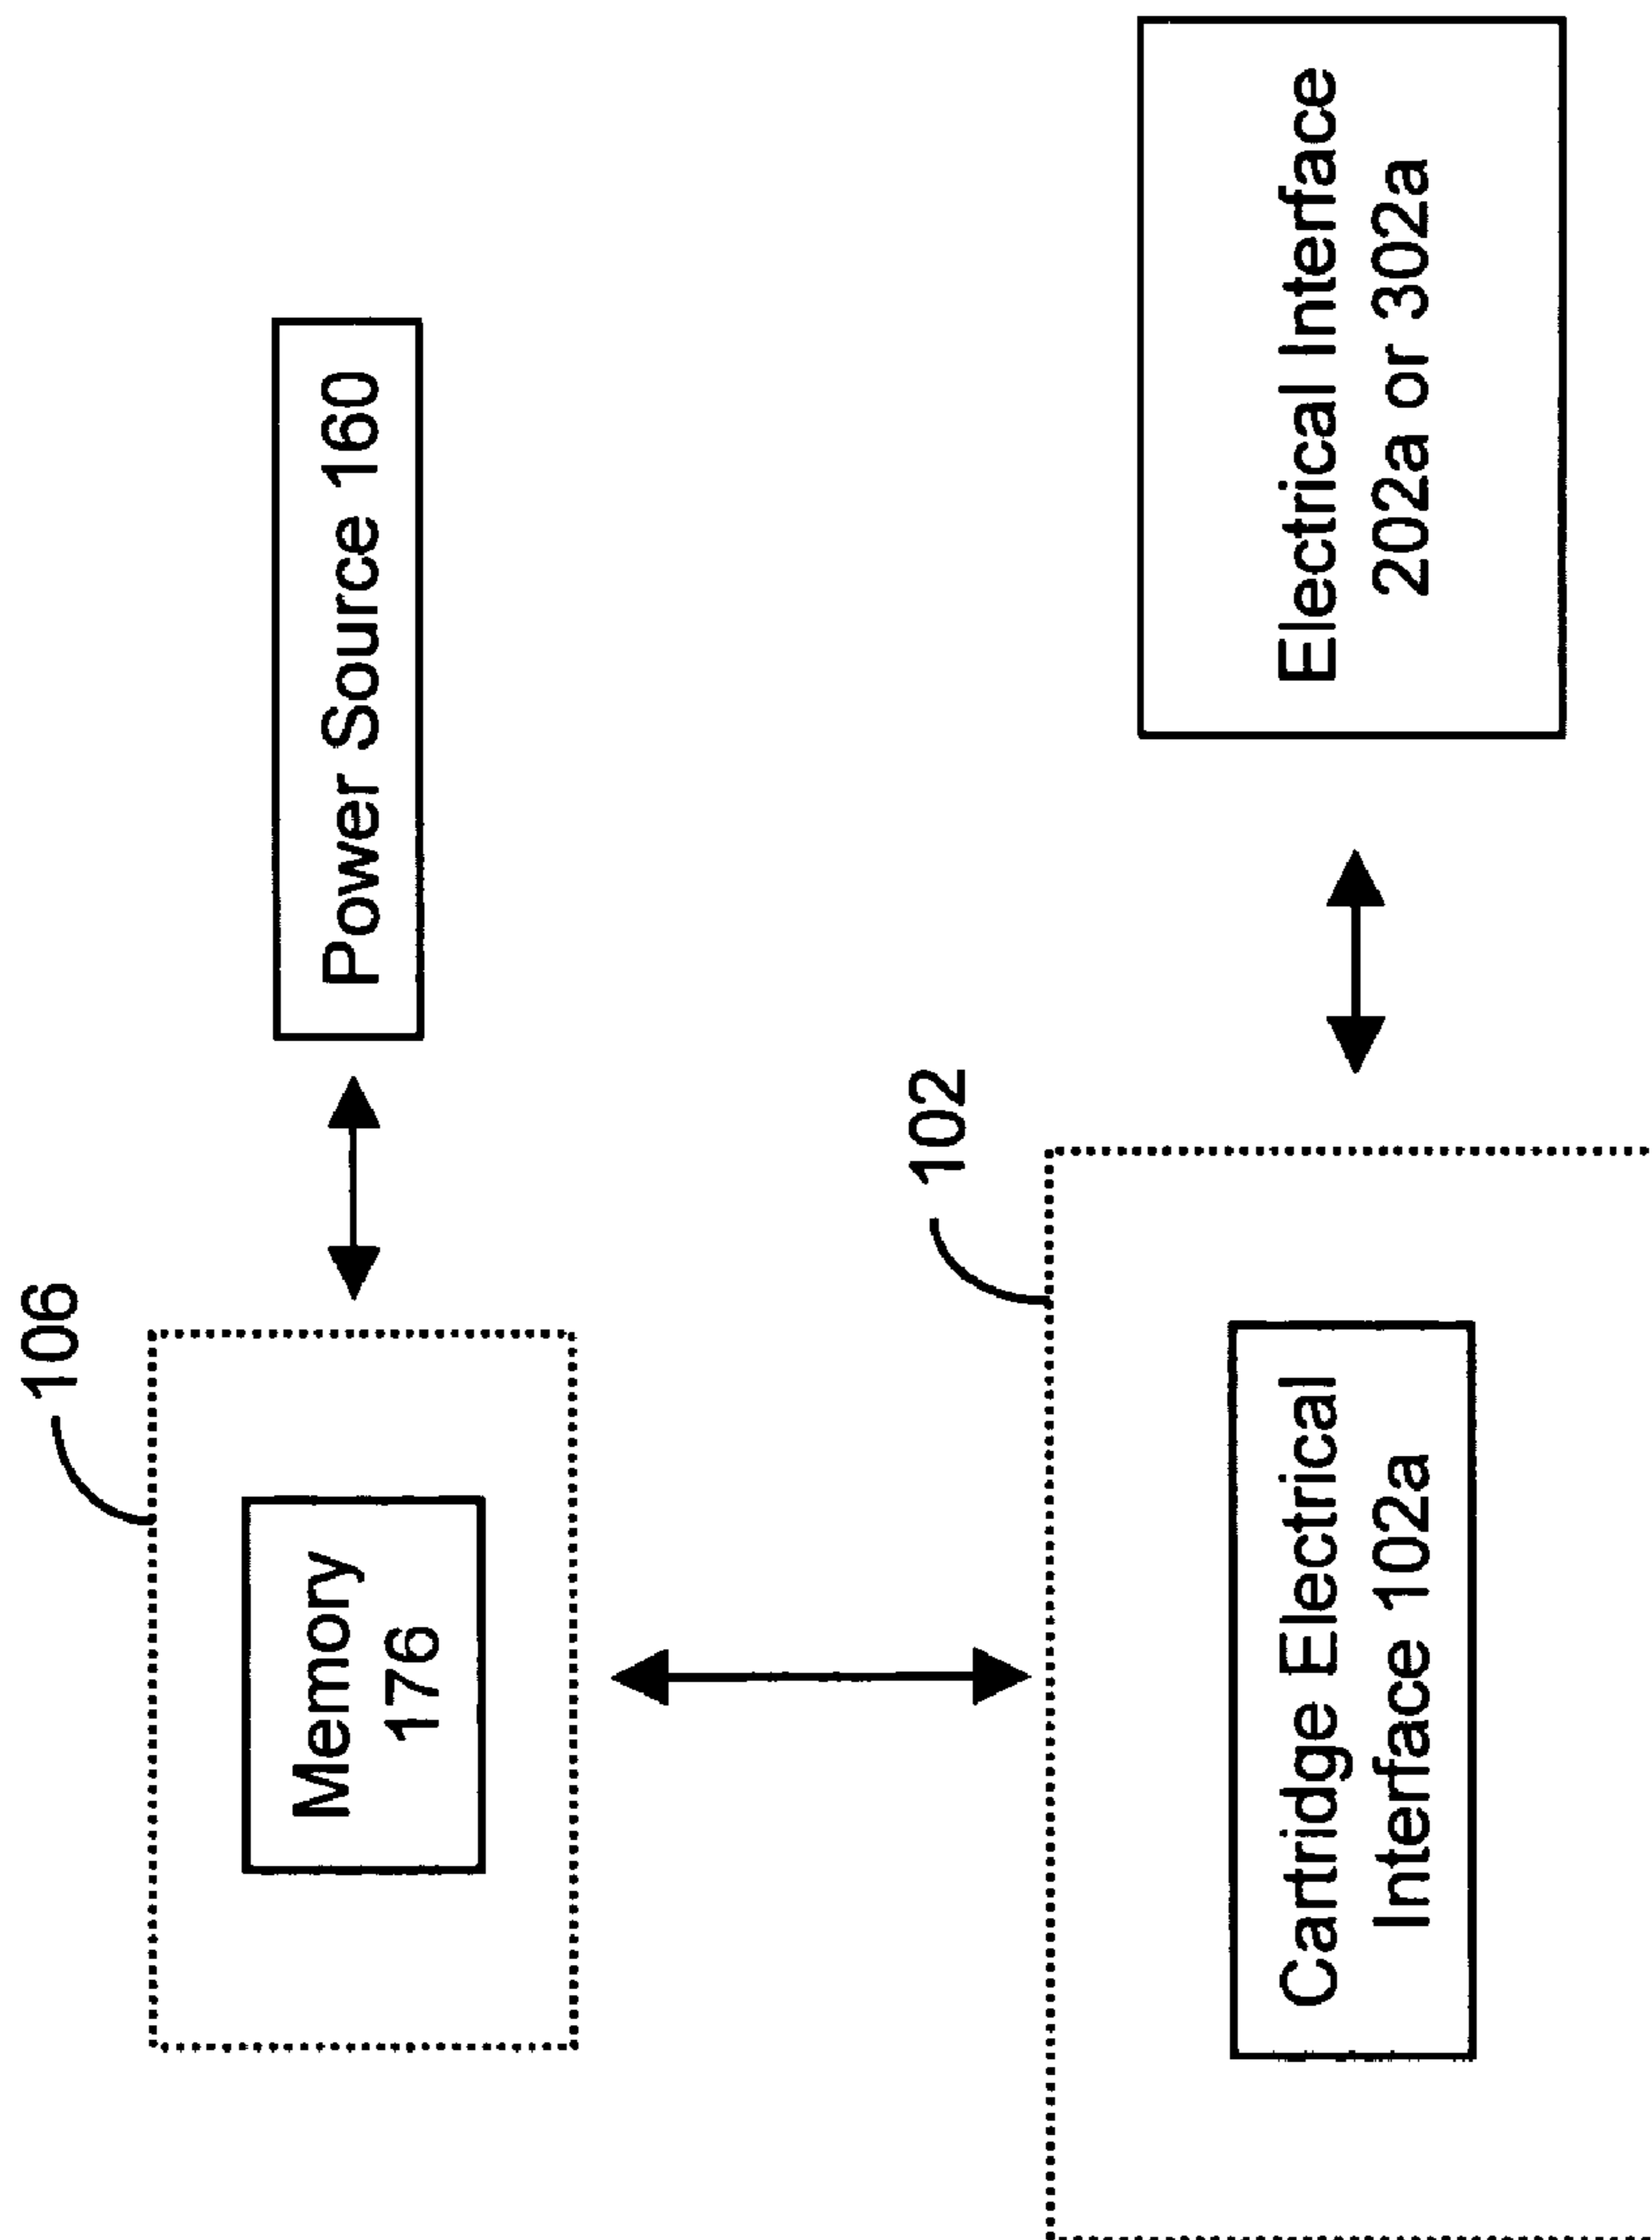 106
Memory
176
Power Source 160
102
Cartridge Electrical
Interface 102a
Electrical Interface
202a or 302a